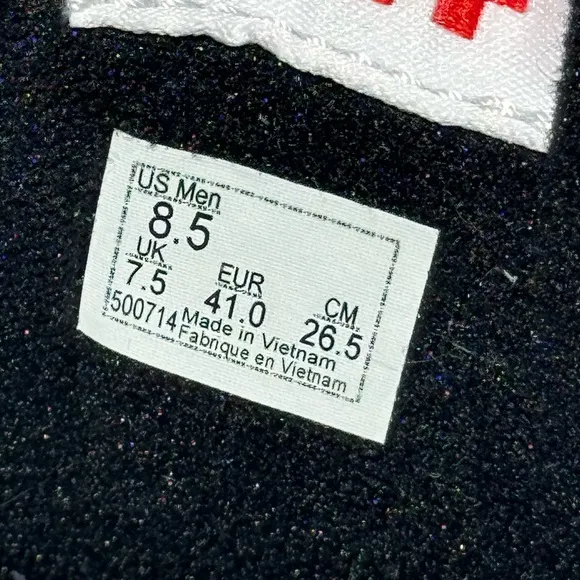 US Men
8.5
UK
7.5
EUR
41.0
CM
26.5
500714 Made in Vietnam
Fabrique en Vietnam